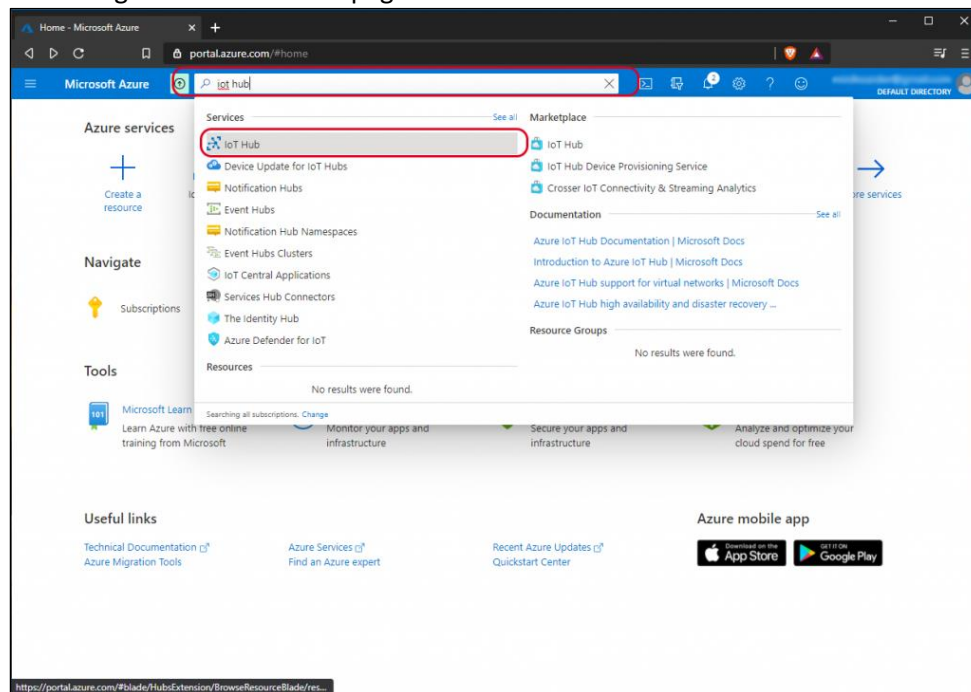 Home - Microsoft Azure
portal.azure.com/#home
Microsoft Azure
iot hub
DEFAULT DIRECTORY
Azure services
Create a
resource
Services
See all
IoT Hub
Device Update for IoT Hubs
Notification Hubs
Event Hubs
Notification Hub Namespaces
Event Hubs Clusters
IoT Central Applications
Services Hub Connectors
The Identity Hub
Azure Defender for IoT
Resources
No results were found.
Searching all subscriptions. Change
Marketplace
IoT Hub
IoT Hub Device Provisioning Service
Crosser IoT Connectivity & Streaming Analytics
Documentation
See all
Azure IoT Hub Documentation | Microsoft Docs
Introduction to Azure IoT Hub | Microsoft Docs
Azure IoT Hub support for virtual networks | Microsoft Docs
Azure IoT Hub high availability and disaster recovery ...
Resource Groups
No results were found.
services
Navigate
Subscriptions
Tools
101
Microsoft Learn
Learn Azure with free online
training from Microsoft
Monitor your apps and
infrastructure
Secure your apps and
infrastructure
Analyze and optimize your
cloud spend for free
Useful links
Technical Documentation
Azure Migration Tools
Azure Services
Find an Azure expert
Recent Azure Updates
Quickstart Center
Azure mobile app
Download on the
App Store
GET IT ON
Google Play
https://portal.azure.com/#blade/HubsExtension/BrowseResourceBlade/res...